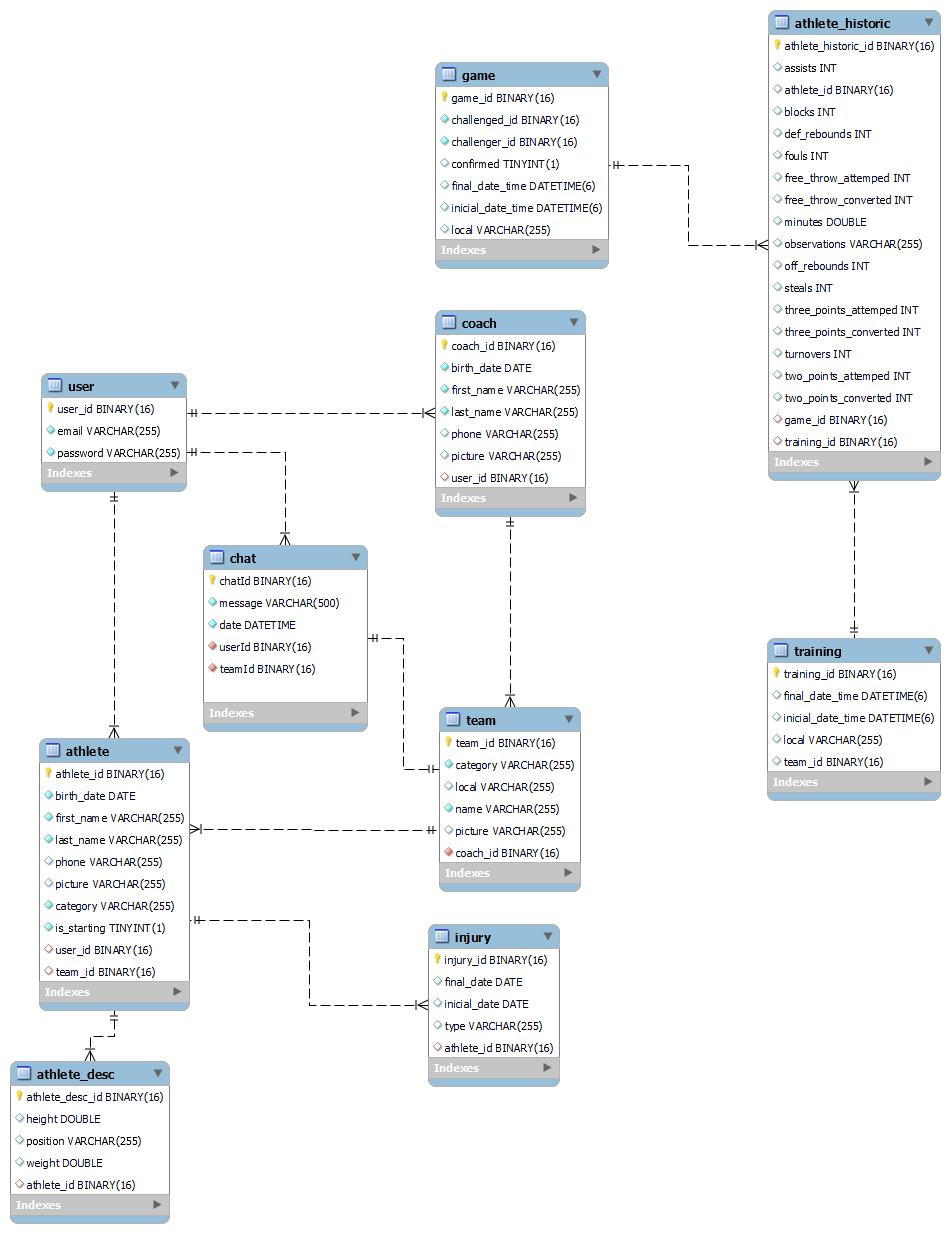 athlete_historic
athlete_historic_id BINARY(16)
assists INT
athlete_id BINARY(16)
blocks INT
def_rebounds INT
fouls INT
free_throw_attemped INT
free_throw_converted INT
minutes DOUBLE
observations VARCHAR(255)
off_rebounds INT
steals INT
three_points_attemped INT
three_points_converted INT
turnovers INT
two_points_attemped INT
two_points_converted INT
game_id BINARY(16)
training_id BINARY(16)
Indexes
game
game_id BINARY(16)
challenged_id BINARY(16)
challenger_id BINARY(16)
confirmed TINYINT(1)
final_date_time DATETIME(6)
inicial_date_time DATETIME(6)
local VARCHAR(255)
Indexes
coach
coach_id BINARY(16)
birth_date DATE
first_name VARCHAR(255)
last_name VARCHAR(255)
phone VARCHAR(255)
picture VARCHAR(255)
user_id BINARY(16)
Indexes
user
user_id BINARY(16)
email VARCHAR(255)
password VARCHAR(255)
Indexes
chat
chatId BINARY(16)
message VARCHAR(500)
date DATETIME
userId BINARY(16)
teamId BINARY(16)
Indexes
training
training_id BINARY(16)
final_date_time DATETIME(6)
inicial_date_time DATETIME(6)
local VARCHAR(255)
team_id BINARY(16)
Indexes
team
team_id BINARY(16)
category VARCHAR(255)
local VARCHAR(255)
name VARCHAR(255)
picture VARCHAR(255)
coach_id BINARY(16)
Indexes
athlete
athlete_id BINARY(16)
birth_date DATE
first_name VARCHAR(255)
last_name VARCHAR(255)
phone VARCHAR(255)
picture VARCHAR(255)
category VARCHAR(255)
is_starting TINYINT(1)
user_id BINARY(16)
team_id BINARY(16)
Indexes
injury
injury_id BINARY(16)
final_date DATE
inicial_date DATE
type VARCHAR(255)
athlete_id BINARY(16)
Indexes
athlete_desc
athlete_desc_id BINARY(16)
height DOUBLE
position VARCHAR(255)
weight DOUBLE
athlete_id BINARY(16)
Indexes